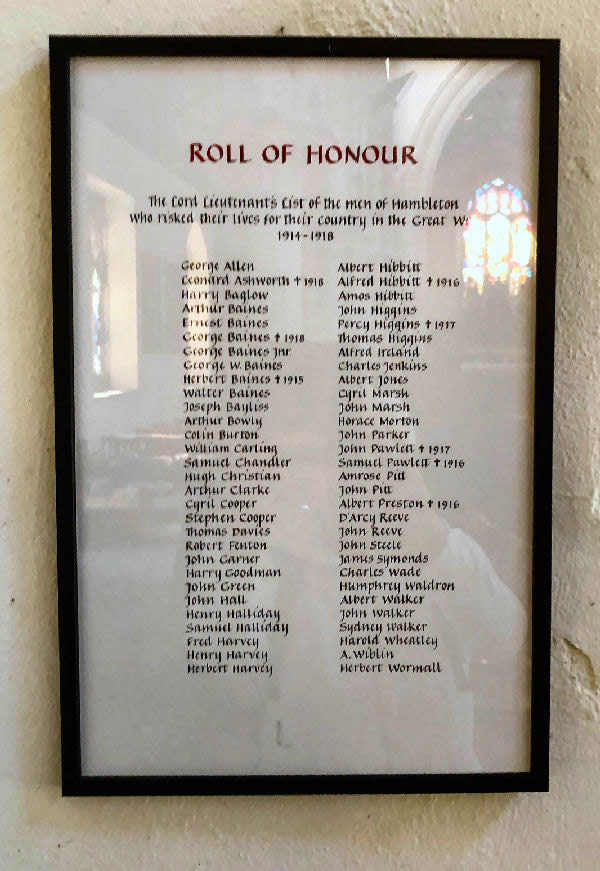 ROLL OF HONOUR
The Lord Lieutenant's List of the men of Hambleton
who risked their lives for their country in the Great
1914-1918
George Allen
Leonard Ashworth † 1918
Harry Baglow
Arthur Baines
Ernest Baines
George Baines † 1918
George Baines Jnr.
George W. Baines
Herbert Baines † 1915
Walter Baines
Joseph Bayliss
Arthur Bowly
Colin Burton
William Carling
Samuel Chandler
Hugh Christian
Arthur Clarke
Cyril Cooper
Stephen Cooper
Thomas Davies
Robert Fenton
John Garner
Harry Goodman
John Green
John Hall
Henry Halliday
Samuel Halliday
Fred Harvey
Henry Harvey
Herbert Harvey
Albert Hibbitt
Alfred Hibbitt † 1916
Amos Hibbitt
John Higgins
Percy Higgins † 1917
Thomas Higgins
Alfred Ireland
Charles Jenkins
Albert Jones
Cyril Marsh
John Marsh
Horace Morton
John Parker
John Pawlett † 1917
Samuel Pawlett † 1916
Amrose Pitt
John Pitt
Albert Preston † 1916
D'Arcy Reeve
John Reeve
John Steele
James Symonds
Charles Wade
Humphrey Waldron
Albert Walker
John Walker
Sydney Walker
Harold Wheatley
A. Wiblin
Herbert Wormall